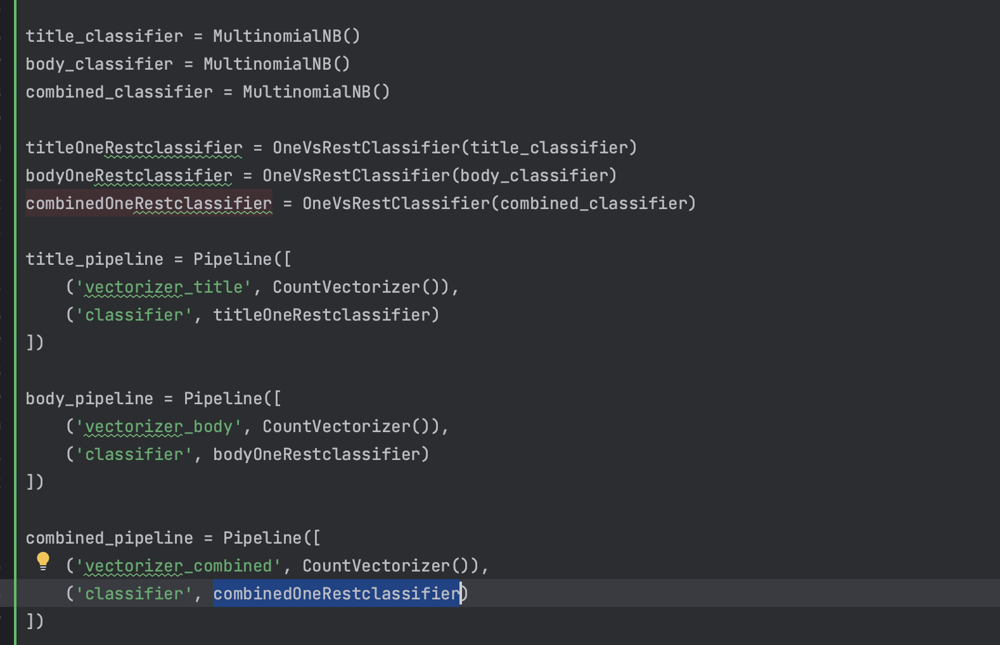 title_classifier = MultinomialNB()
body_classifier = MultinomialNB()
combined_classifier = MultinomialNB()
titleOneRestclassifier = OneVsRestClassifier(title_classifier)
bodyOneRestclassifier = OneVsRestClassifier(body_classifier)
combinedOneRestclassifier = OneVsRestClassifier(combined_classifier)
title_pipeline = Pipeline([
    ('vectorizer_title', CountVectorizer()),
    ('classifier', titleOneRestclassifier)
])
body_pipeline = Pipeline([
    ('vectorizer_body', CountVectorizer()),
    ('classifier', bodyOneRestclassifier)
])
combined_pipeline = Pipeline([
    ('vectorizer_combined', CountVectorizer()),
    ('classifier', combinedOneRestclassifier)
])